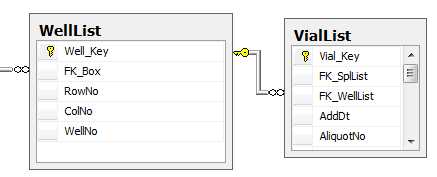 WellList
Well_Key
FK_Box
RowNo
ColNo
WellNo
VialList
Vial_Key
FK_SplList
FK_WellList
AddDt
AliquotNo